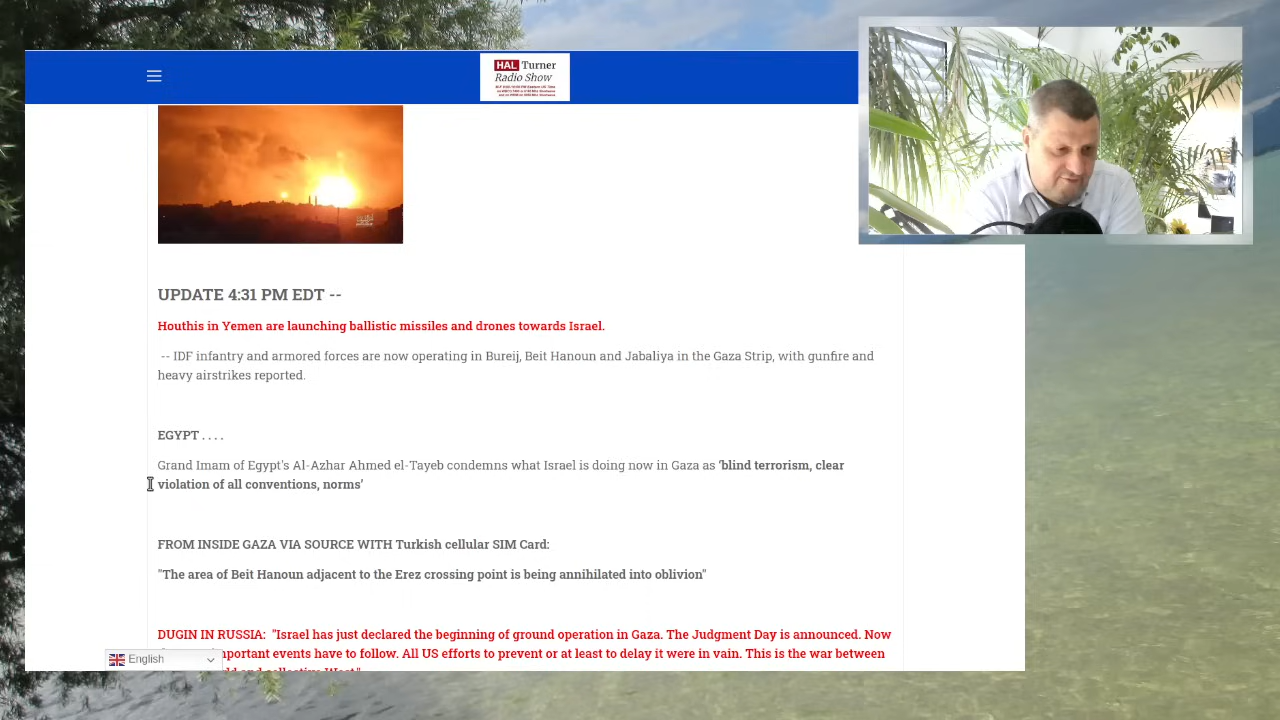 HAL Turner
Radio Show
UPDATE 4:31 PM EDT --
Houthis in Yemen are launching ballistic missiles and drones towards Israel.
-- IDF infantry and armored forces are now operating in Bureij, Beit Hanoun and Jabaliya in the Gaza Strip, with gunfire and
heavy airstrikes reported.
EGYPT . . . .
Grand Imam of Egypt's Al-Azhar Ahmed el-Tayeb condemns what Israel is doing now in Gaza as 'blind terrorism, clear
violation of all conventions, norms'
FROM INSIDE GAZA VIA SOURCE WITH Turkish cellular SIM Card:
"The area of Beit Hanoun adjacent to the Erez crossing point is being annihilated into oblivion"
DUGIN IN RUSSIA: "Israel has just declared the beginning of ground operation in Gaza. The Judgment Day is announced. Now
important events have to follow. All US efforts to prevent or at least to delay it were in vain. This is the war between
and collective West"
English